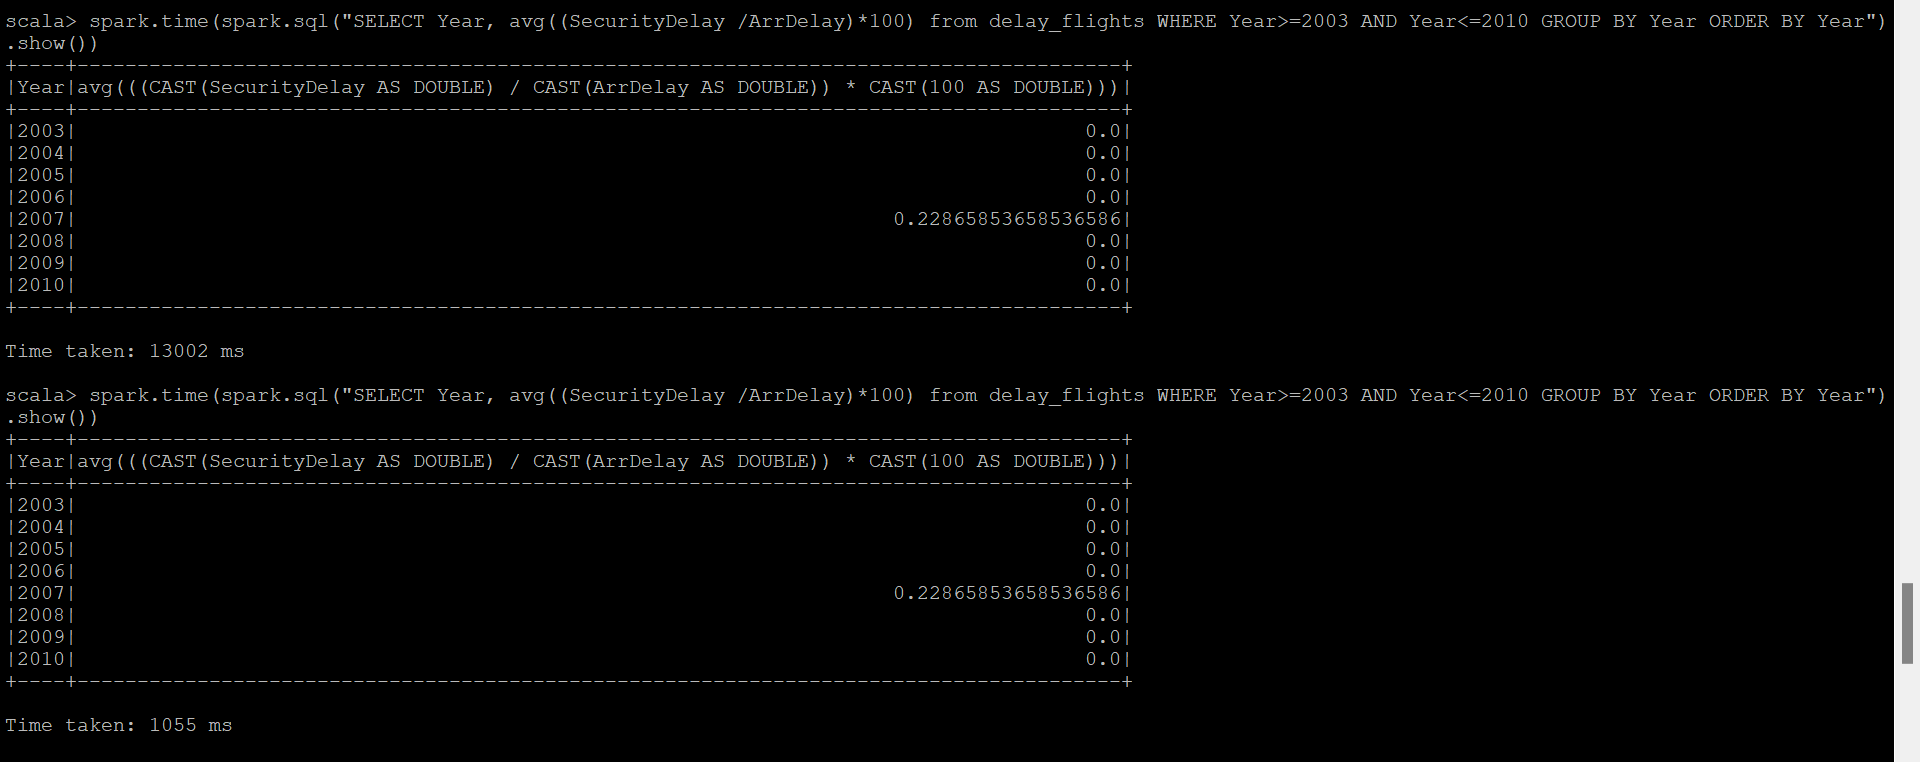 scala> spark.time(spark.sql("SELECT Year, avg((SecurityDelay /ArrDelay)*100) from delay_flights WHERE Year>=2003 AND Year<=2010 GROUP BY Year ORDER BY Year")
.show())
+----+---------------------------------------------------------------------------------------+
|Year|avg(((CAST(SecurityDelay AS DOUBLE) / CAST(ArrDelay AS DOUBLE)) * CAST(100 AS DOUBLE)))|
+----+---------------------------------------------------------------------------------------+
|2003|                                                                                    0.0|
|2004|                                                                                    0.0|
|2005|                                                                                    0.0|
|2006|                                                                                    0.0|
|2007|                                                                    0.22865853658536586|
|2008|                                                                                    0.0|
|2009|                                                                                    0.0|
|2010|                                                                                    0.0|
+----+---------------------------------------------------------------------------------------+
Time taken: 13002 ms
scala> spark.time(spark.sql("SELECT Year, avg((SecurityDelay /ArrDelay)*100) from delay_flights WHERE Year>=2003 AND Year<=2010 GROUP BY Year ORDER BY Year")
.show())
+----+---------------------------------------------------------------------------------------+
|Year|avg(((CAST(SecurityDelay AS DOUBLE) / CAST(ArrDelay AS DOUBLE)) * CAST(100 AS DOUBLE)))|
+----+---------------------------------------------------------------------------------------+
|2003|                                                                                    0.0|
|2004|                                                                                    0.0|
|2005|                                                                                    0.0|
|2006|                                                                                    0.0|
|2007|                                                                    0.22865853658536586|
|2008|                                                                                    0.0|
|2009|                                                                                    0.0|
|2010|                                                                                    0.0|
+----+---------------------------------------------------------------------------------------+
Time taken: 1055 ms